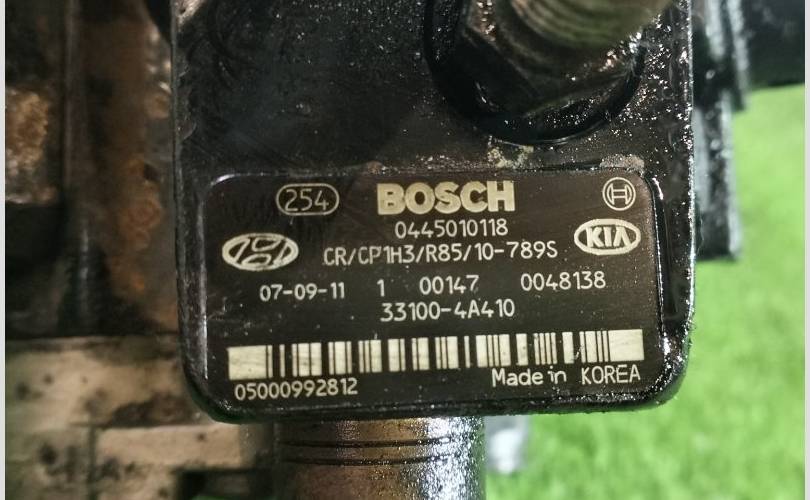 254 BOSCH
0445010118
CR/CP1H3/R85/10-789S KIA
07-09-11 1 00147 0048138
33100-4A410
05000992812 Made in KOREA